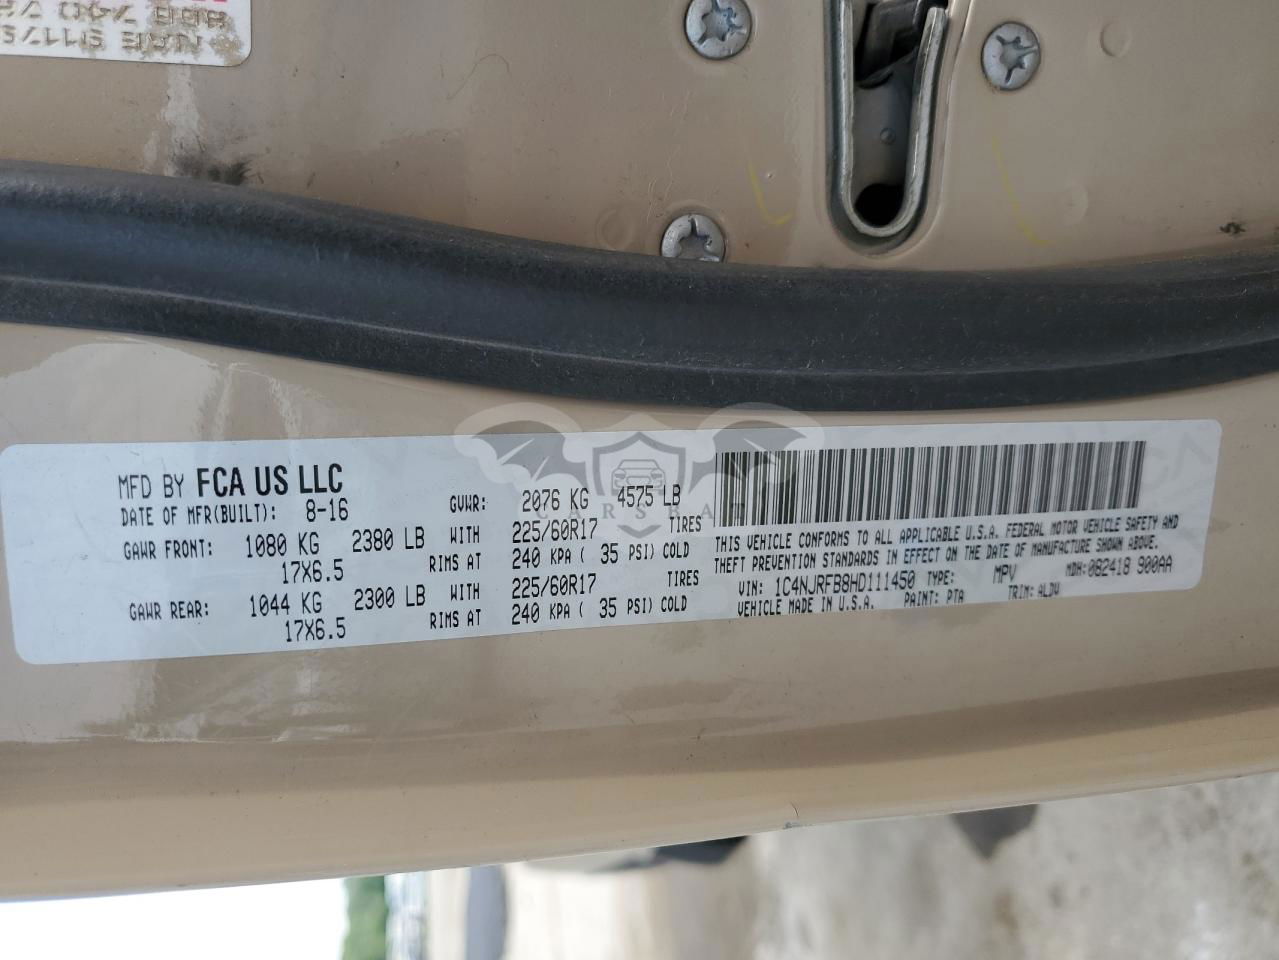 MFD BY FCA US LLC
DATE OF MFR(BUILT): 8-16
GVWR: 2076 KG 4575 LB
GAWR FRONT: 1080 KG 2380 LB WITH 225/60R17 TIRES
17X6.5 RIMS AT 240 KPA ( 35 PSI) COLD
GAWR REAR: 1044 KG 2300 LB WITH 225/60R17 TIRES
17X6.5 RIMS AT 240 KPA ( 35 PSI) COLD
THIS VEHICLE CONFORMS TO ALL APPLICABLE U.S.A. FEDERAL MOTOR VEHICLE SAFETY AND
THEFT PREVENTION STANDARDS IN EFFECT ON THE DATE OF MANUFACTURE SHOWN ABOVE.
VIN: 1C4NJRFB8HD111450 TYPE: MPV MDH: 082418 900AA
VEHICLE MADE IN U.S.A. PAINT: PTA TRIM: ALDV
CARSBAT